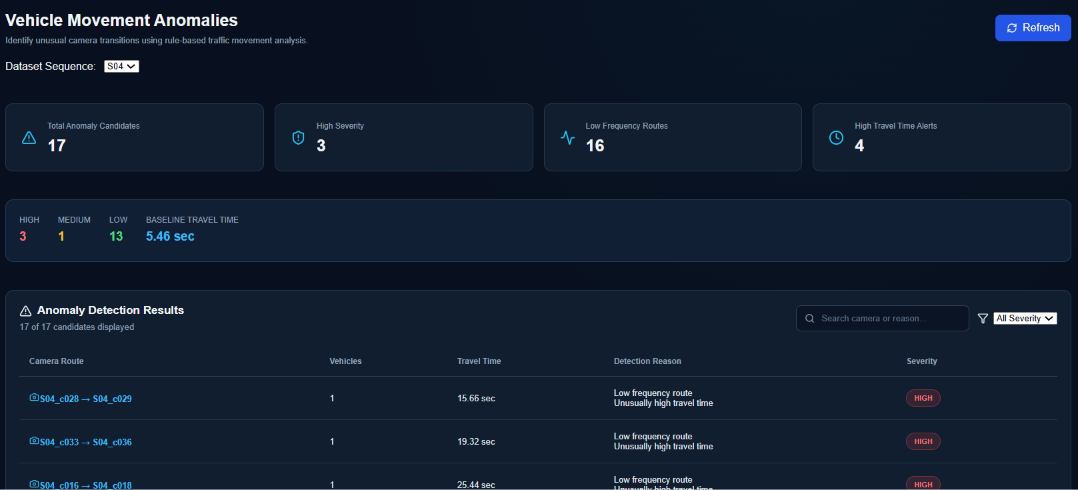 Vehicle Movement Anomalies
Identify unusual camera transitions using rule-based traffic movement analysis.
Refresh
Dataset Sequence: S04
Total Anomaly Candidates
17
High Severity
3
Low Frequency Routes
16
High Travel Time Alerts
4
HIGH MEDIUM LOW BASELINE TRAVEL TIME
3 1 13 5.46 sec
Anomaly Detection Results
17 of 17 candidates displayed
Search camera or reason...
All Severity
Camera Route Vehicles Travel Time Detection Reason Severity
S04_c028 → S04_c029 1 15.66 sec Low frequency route HIGH
Unusually high travel time
S04_c033 → S04_c036 1 19.32 sec Low frequency route HIGH
Unusually high travel time
S04_c016 → S04_c018 1 25.44 sec Low frequency route HIGH
Unusually high travel time